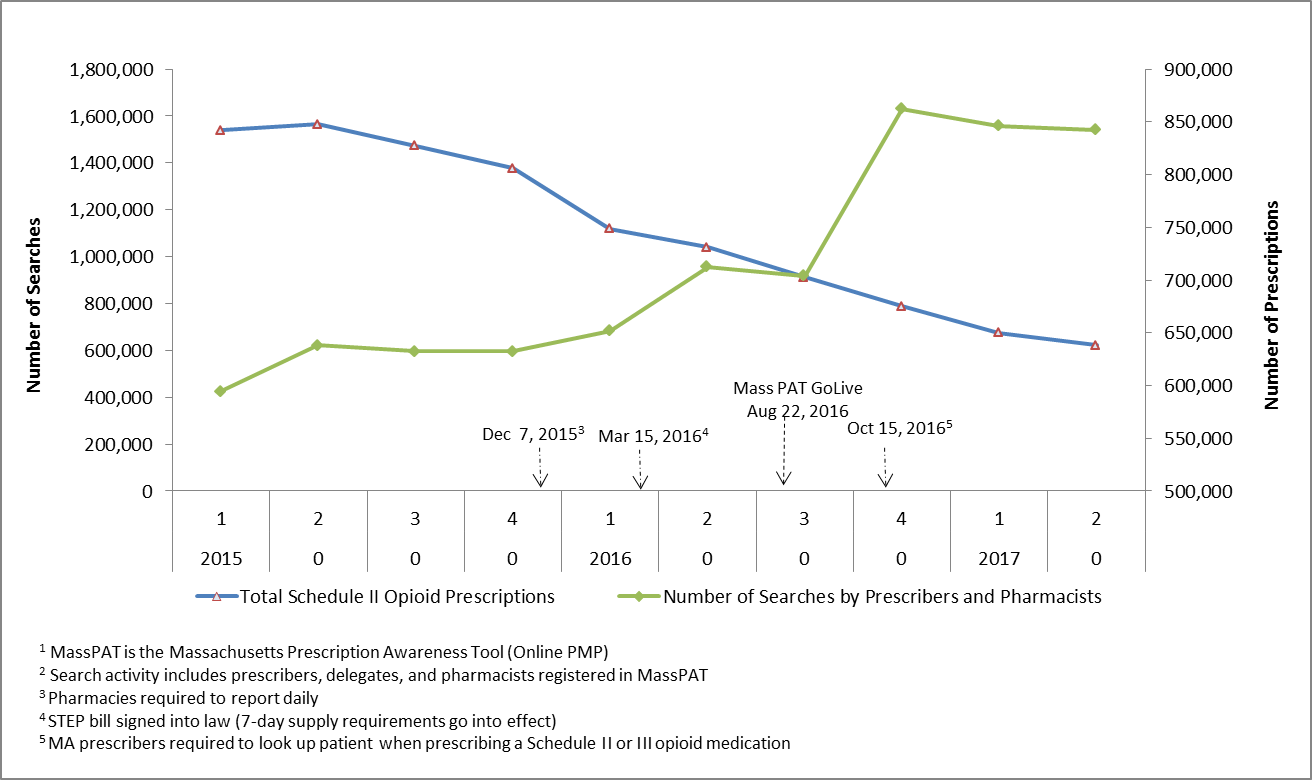 1,800,000
1,600,000
1,400,000
1,200,000
1,000,000
800,000
600,000
400,000
200,000
0
Number of Searches
900,000
850,000
800,000
750,000
700,000
650,000
600,000
550,000
500,000
Number of Prescriptions
Dec 7, 2015³
Mar 15, 2016⁴
Mass PAT GoLive
Aug 22, 2016
Oct 15, 2016⁵
1 2 3 4 1 2 3 4 1 2
2015 0 0 0 2016 0 0 0 2017 0
Total Schedule II Opioid Prescriptions
Number of Searches by Prescribers and Pharmacists
¹ MassPAT is the Massachusetts Prescription Awareness Tool (Online PMP)
² Search activity includes prescribers, delegates, and pharmacists registered in MassPAT
³ Pharmacies required to report daily
⁴ STEP bill signed into law (7-day supply requirements go into effect)
⁵ MA prescribers required to look up patient when prescribing a Schedule II or III opioid medication